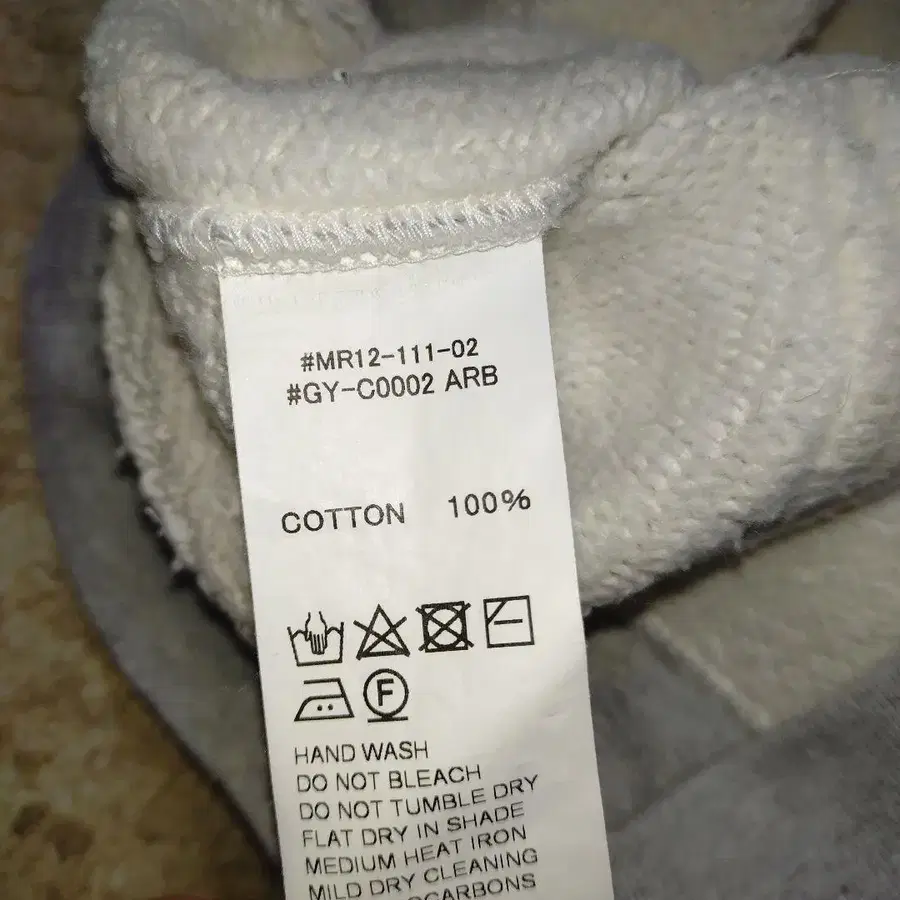 #MR12-111-02
#GY-C0002 ARB
COTTON 100%
F
HAND WASH
DO NOT BLEACH
DO NOT TUMBLE DRY
FLAT DRY IN SHADE
MEDIUM HEAT IRON
MILD DRY CLEANING